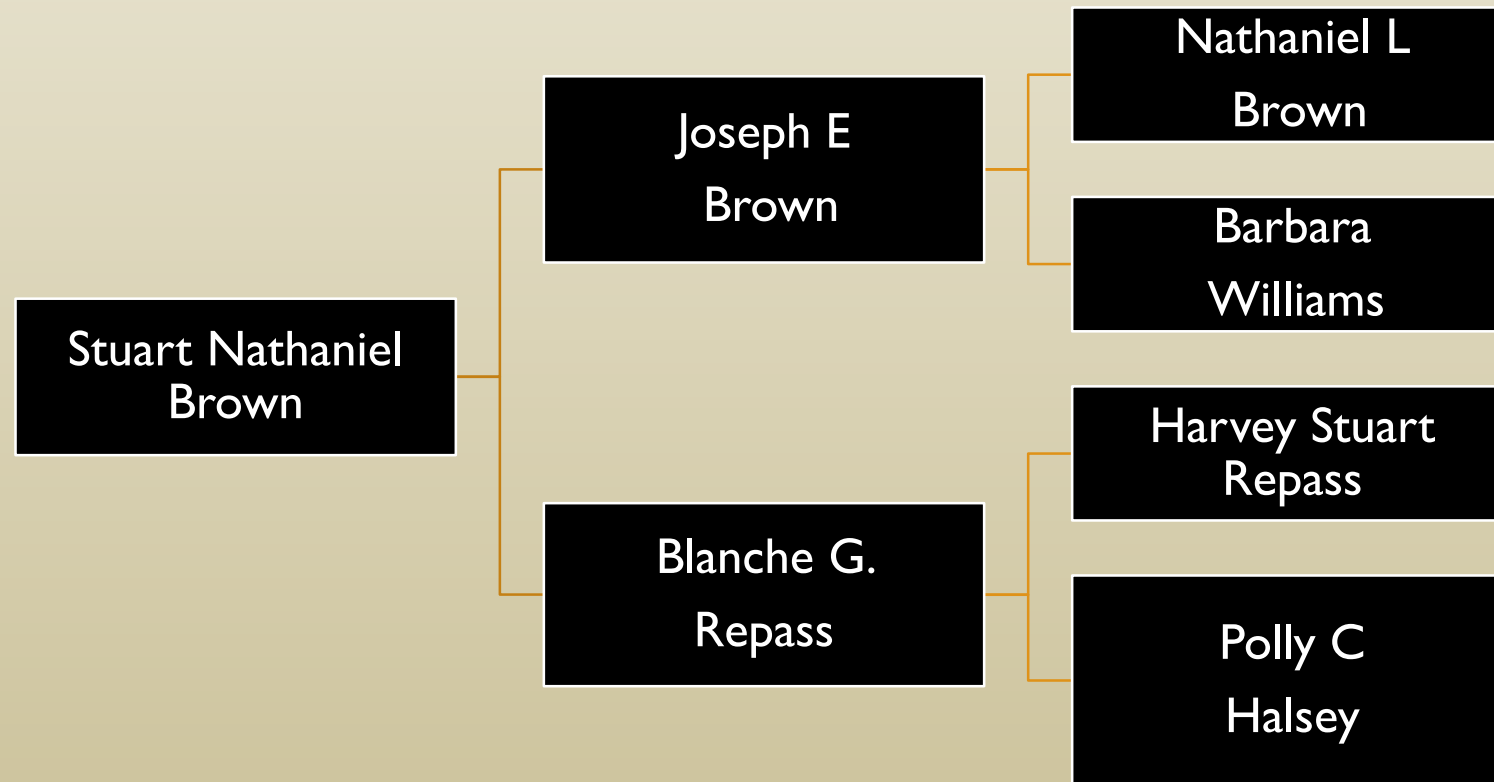 Stuart Nathaniel
Brown
Joseph E
Brown
Nathaniel L
Brown
Barbara
Williams
Blanche G.
Repass
Harvey Stuart
Repass
Polly C
Halsey